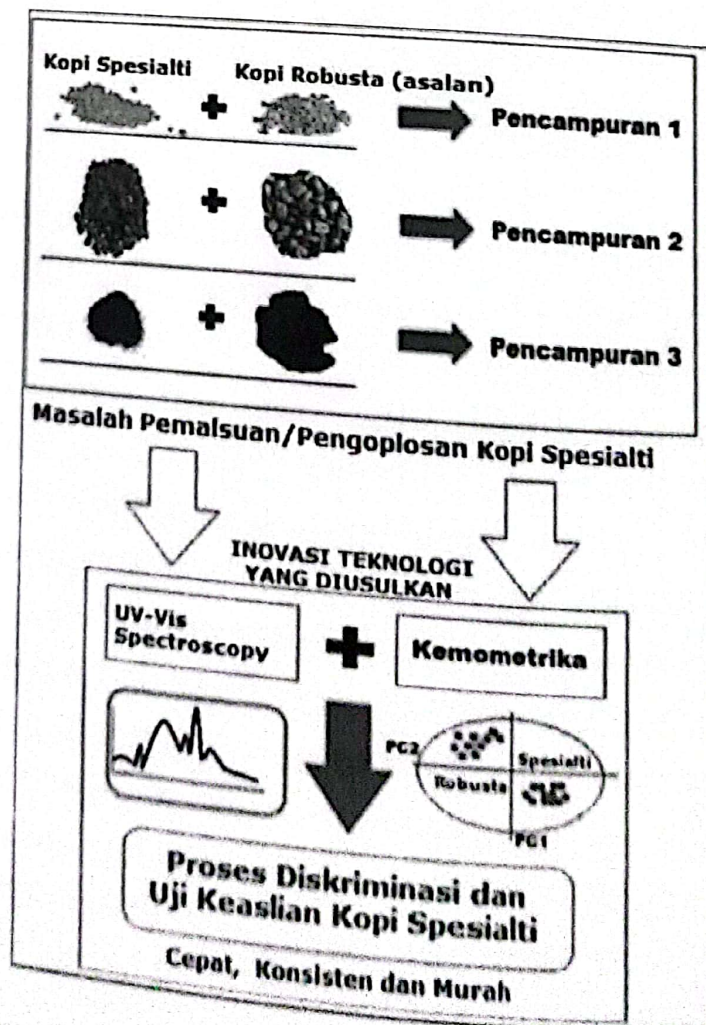 Kopi Spesialti
Kopi Robusta (asalan)
Pencampuran 1
Pencampuran 2
Pencampuran 3
Masalah Pemalsuan/Pengoplosan Kopi Spesialti
INOVASI TEKNOLOGI
YANG DIUSULKAN
UV-Vis
Spectroscopy
Kemometrika
PC2
Spesialti
Robusta
PC1
Proses Diskriminasi dan
Uji Keaslian Kopi Spesialti
Cepat, Konsisten dan Murah